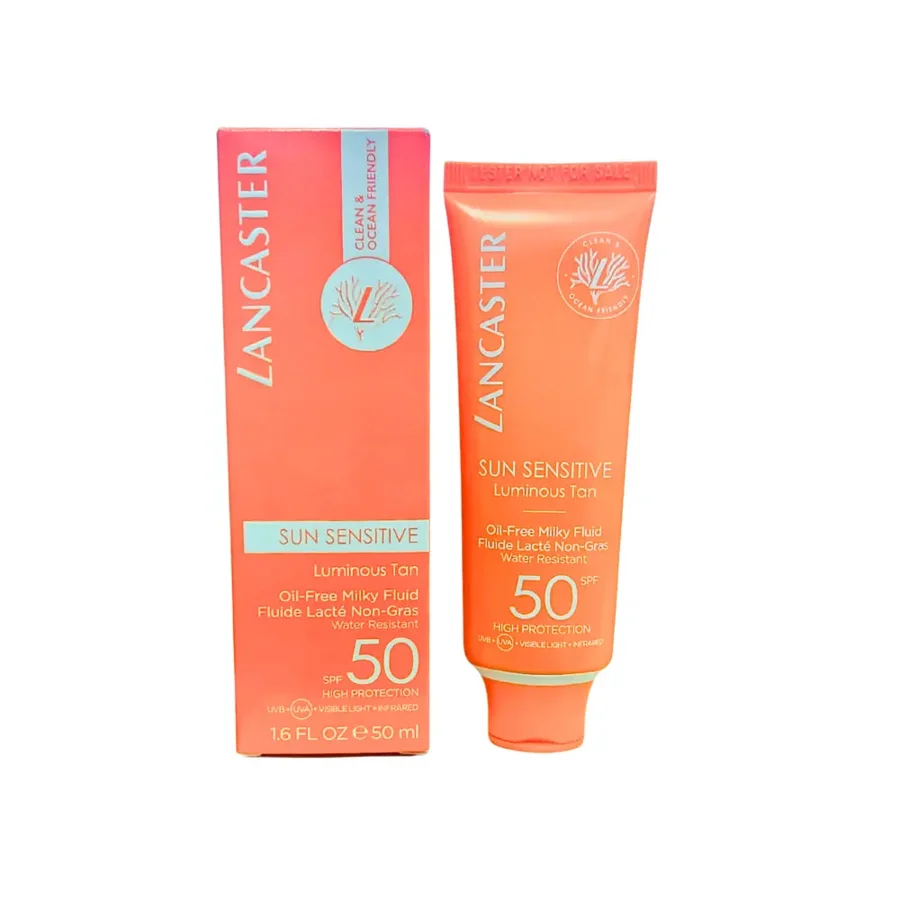 LANCASTER
CLEAN &
OCEAN FRIENDLY
L
SUN SENSITIVE
Luminous Tan
Oil-Free Milky Fluid
Fluide Lacté Non-Gras
Water Resistant
SPF 50
HIGH PROTECTION
UVB + UVA + VISIBLE LIGHT + INFRARED
1.6 FL OZ ℮ 50 ml
TESTER NOT FOR SALE
LANCASTER
CLEAN &
OCEAN FRIENDLY
L
SUN SENSITIVE
Luminous Tan
Oil-Free Milky Fluid
Fluide Lacté Non-Gras
Water Resistant
50 SPF
HIGH PROTECTION
UVB + UVA + VISIBLE LIGHT + INFRARED